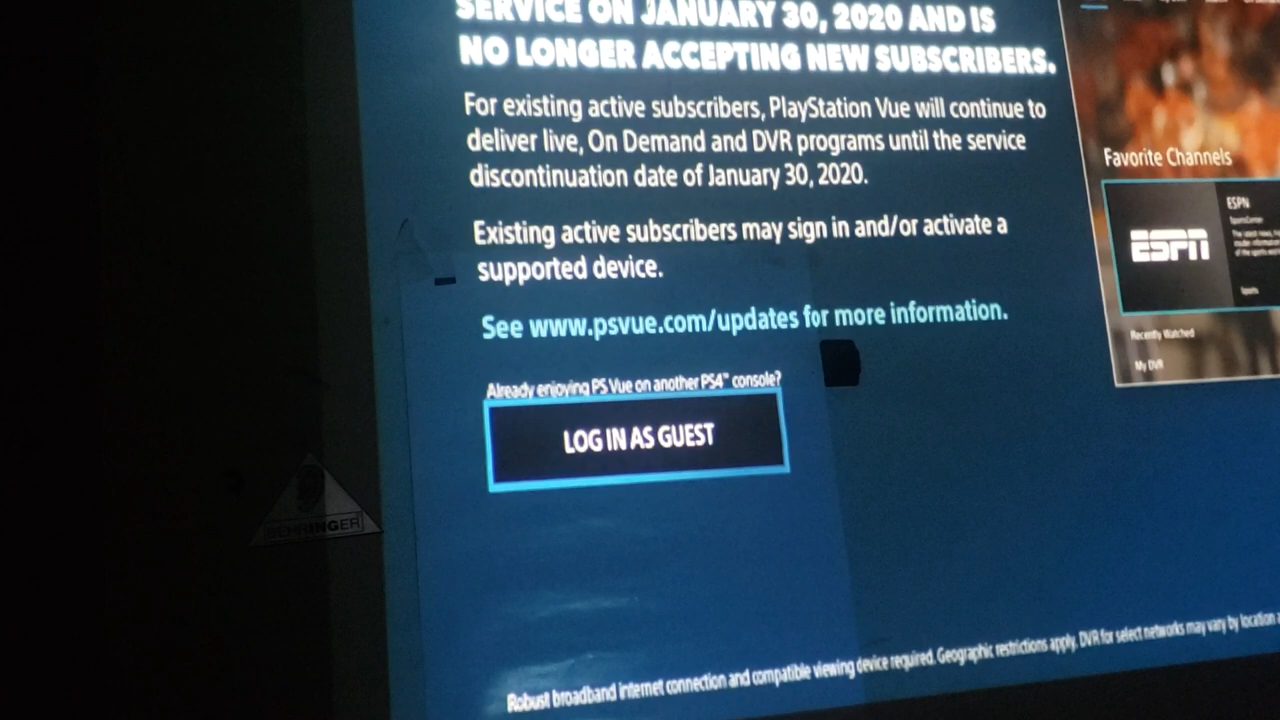 SERVICE ON JANUARY 30, 2020 AND IS
NO LONGER ACCEPTING NEW SUBSCRIBERS.
For existing active subscribers, PlayStation Vue will continue to
deliver live, On Demand and DVR programs until the service
discontinuation date of January 30, 2020.
Existing active subscribers may sign in and/or activate a
supported device.
See www.psvue.com/updates for more information.
Already enjoying PS Vue on another PS4™ console?
LOG IN AS GUEST
Robust broadband internet connection and compatible viewing device required. Geographic restrictions apply. DVR for select networks may vary by location
Favorite Channels
ESPN
ESPN
SportsCenter
Sports
Recently Watched
My DVR
BEHRINGER